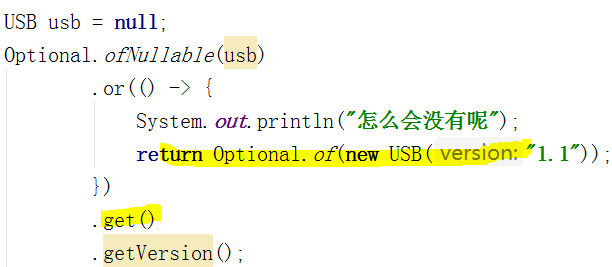 USB usb = null;
Optional.ofNullable(usb)
.or(() -> {
System.out.println("怎么会没有呢");
return Optional.of(new USB( version: "1.1"));
})
.get()
.getVersion();